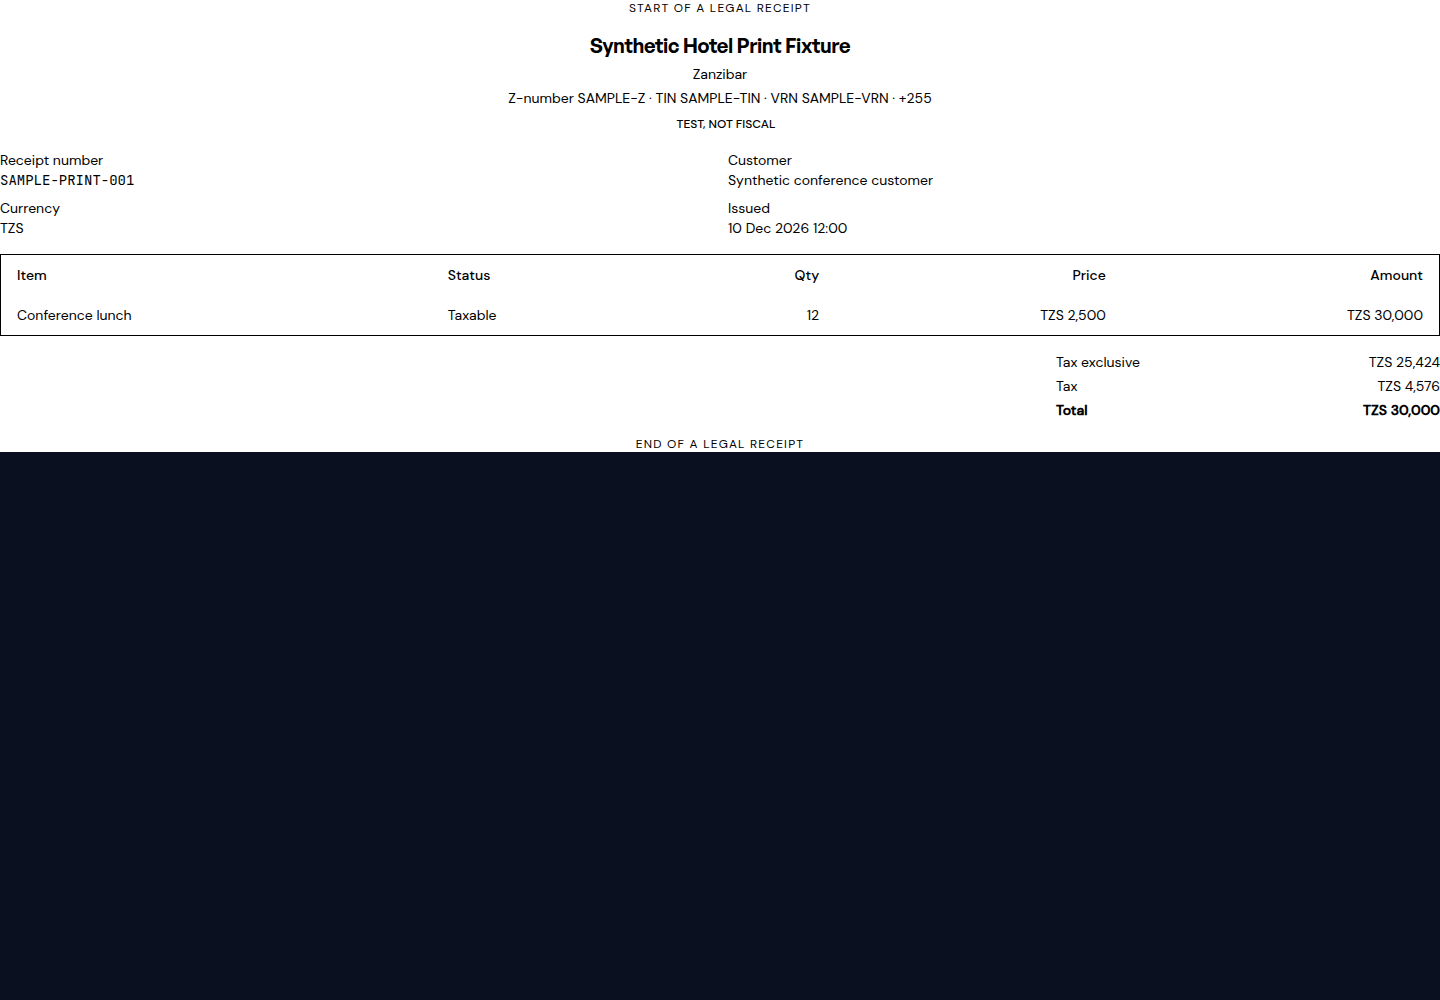 START OF A LEGAL RECEIPT
Synthetic Hotel Print Fixture
Zanzibar
Z-number SAMPLE-Z · TIN SAMPLE-TIN · VRN SAMPLE-VRN · +255
TEST, NOT FISCAL
Receipt number Customer
SAMPLE-PRINT-001 Synthetic conference customer
Currency Issued
TZS 10 Dec 2026 12:00
Item Status Qty Price Amount
Conference lunch Taxable 12 TZS 2,500 TZS 30,000
Tax exclusive TZS 25,424
Tax TZS 4,576
Total TZS 30,000
END OF A LEGAL RECEIPT